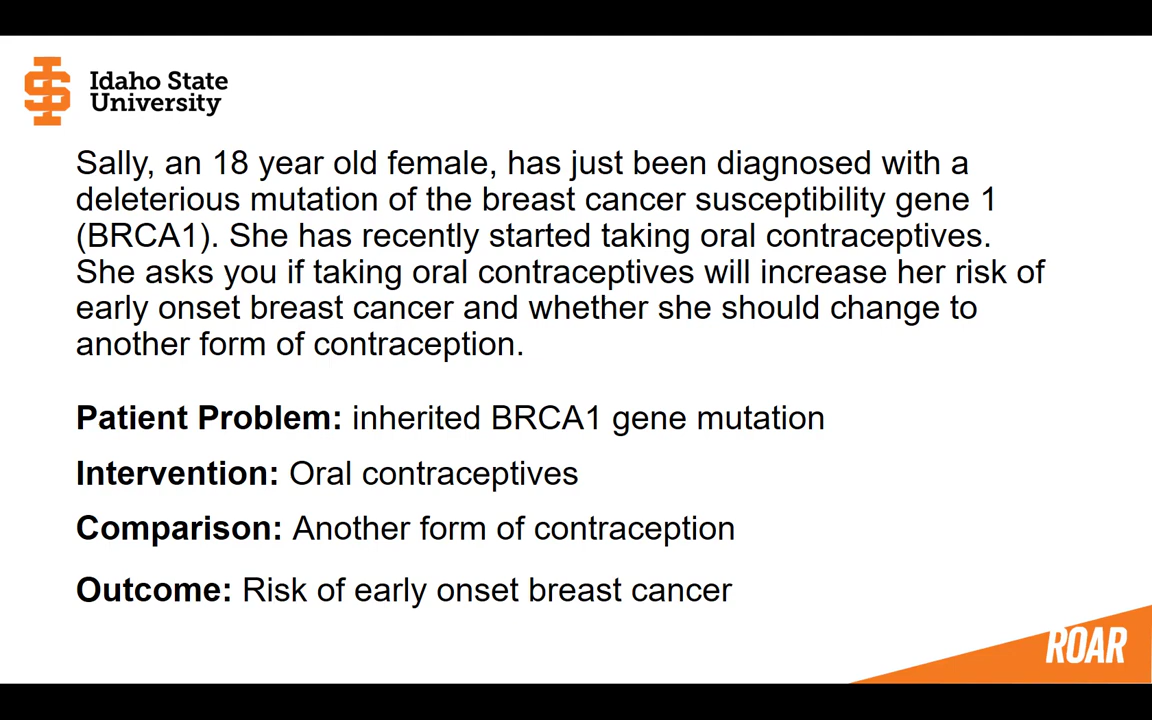 Idaho State
University
Sally, an 18 year old female, has just been diagnosed with a
deleterious mutation of the breast cancer susceptibility gene 1
(BRCA1). She has recently started taking oral contraceptives.
She asks you if taking oral contraceptives will increase her risk of
early onset breast cancer and whether she should change to
another form of contraception.
Patient Problem: inherited BRCA1 gene mutation
Intervention: Oral contraceptives
Comparison: Another form of contraception
Outcome: Risk of early onset breast cancer
ROAR